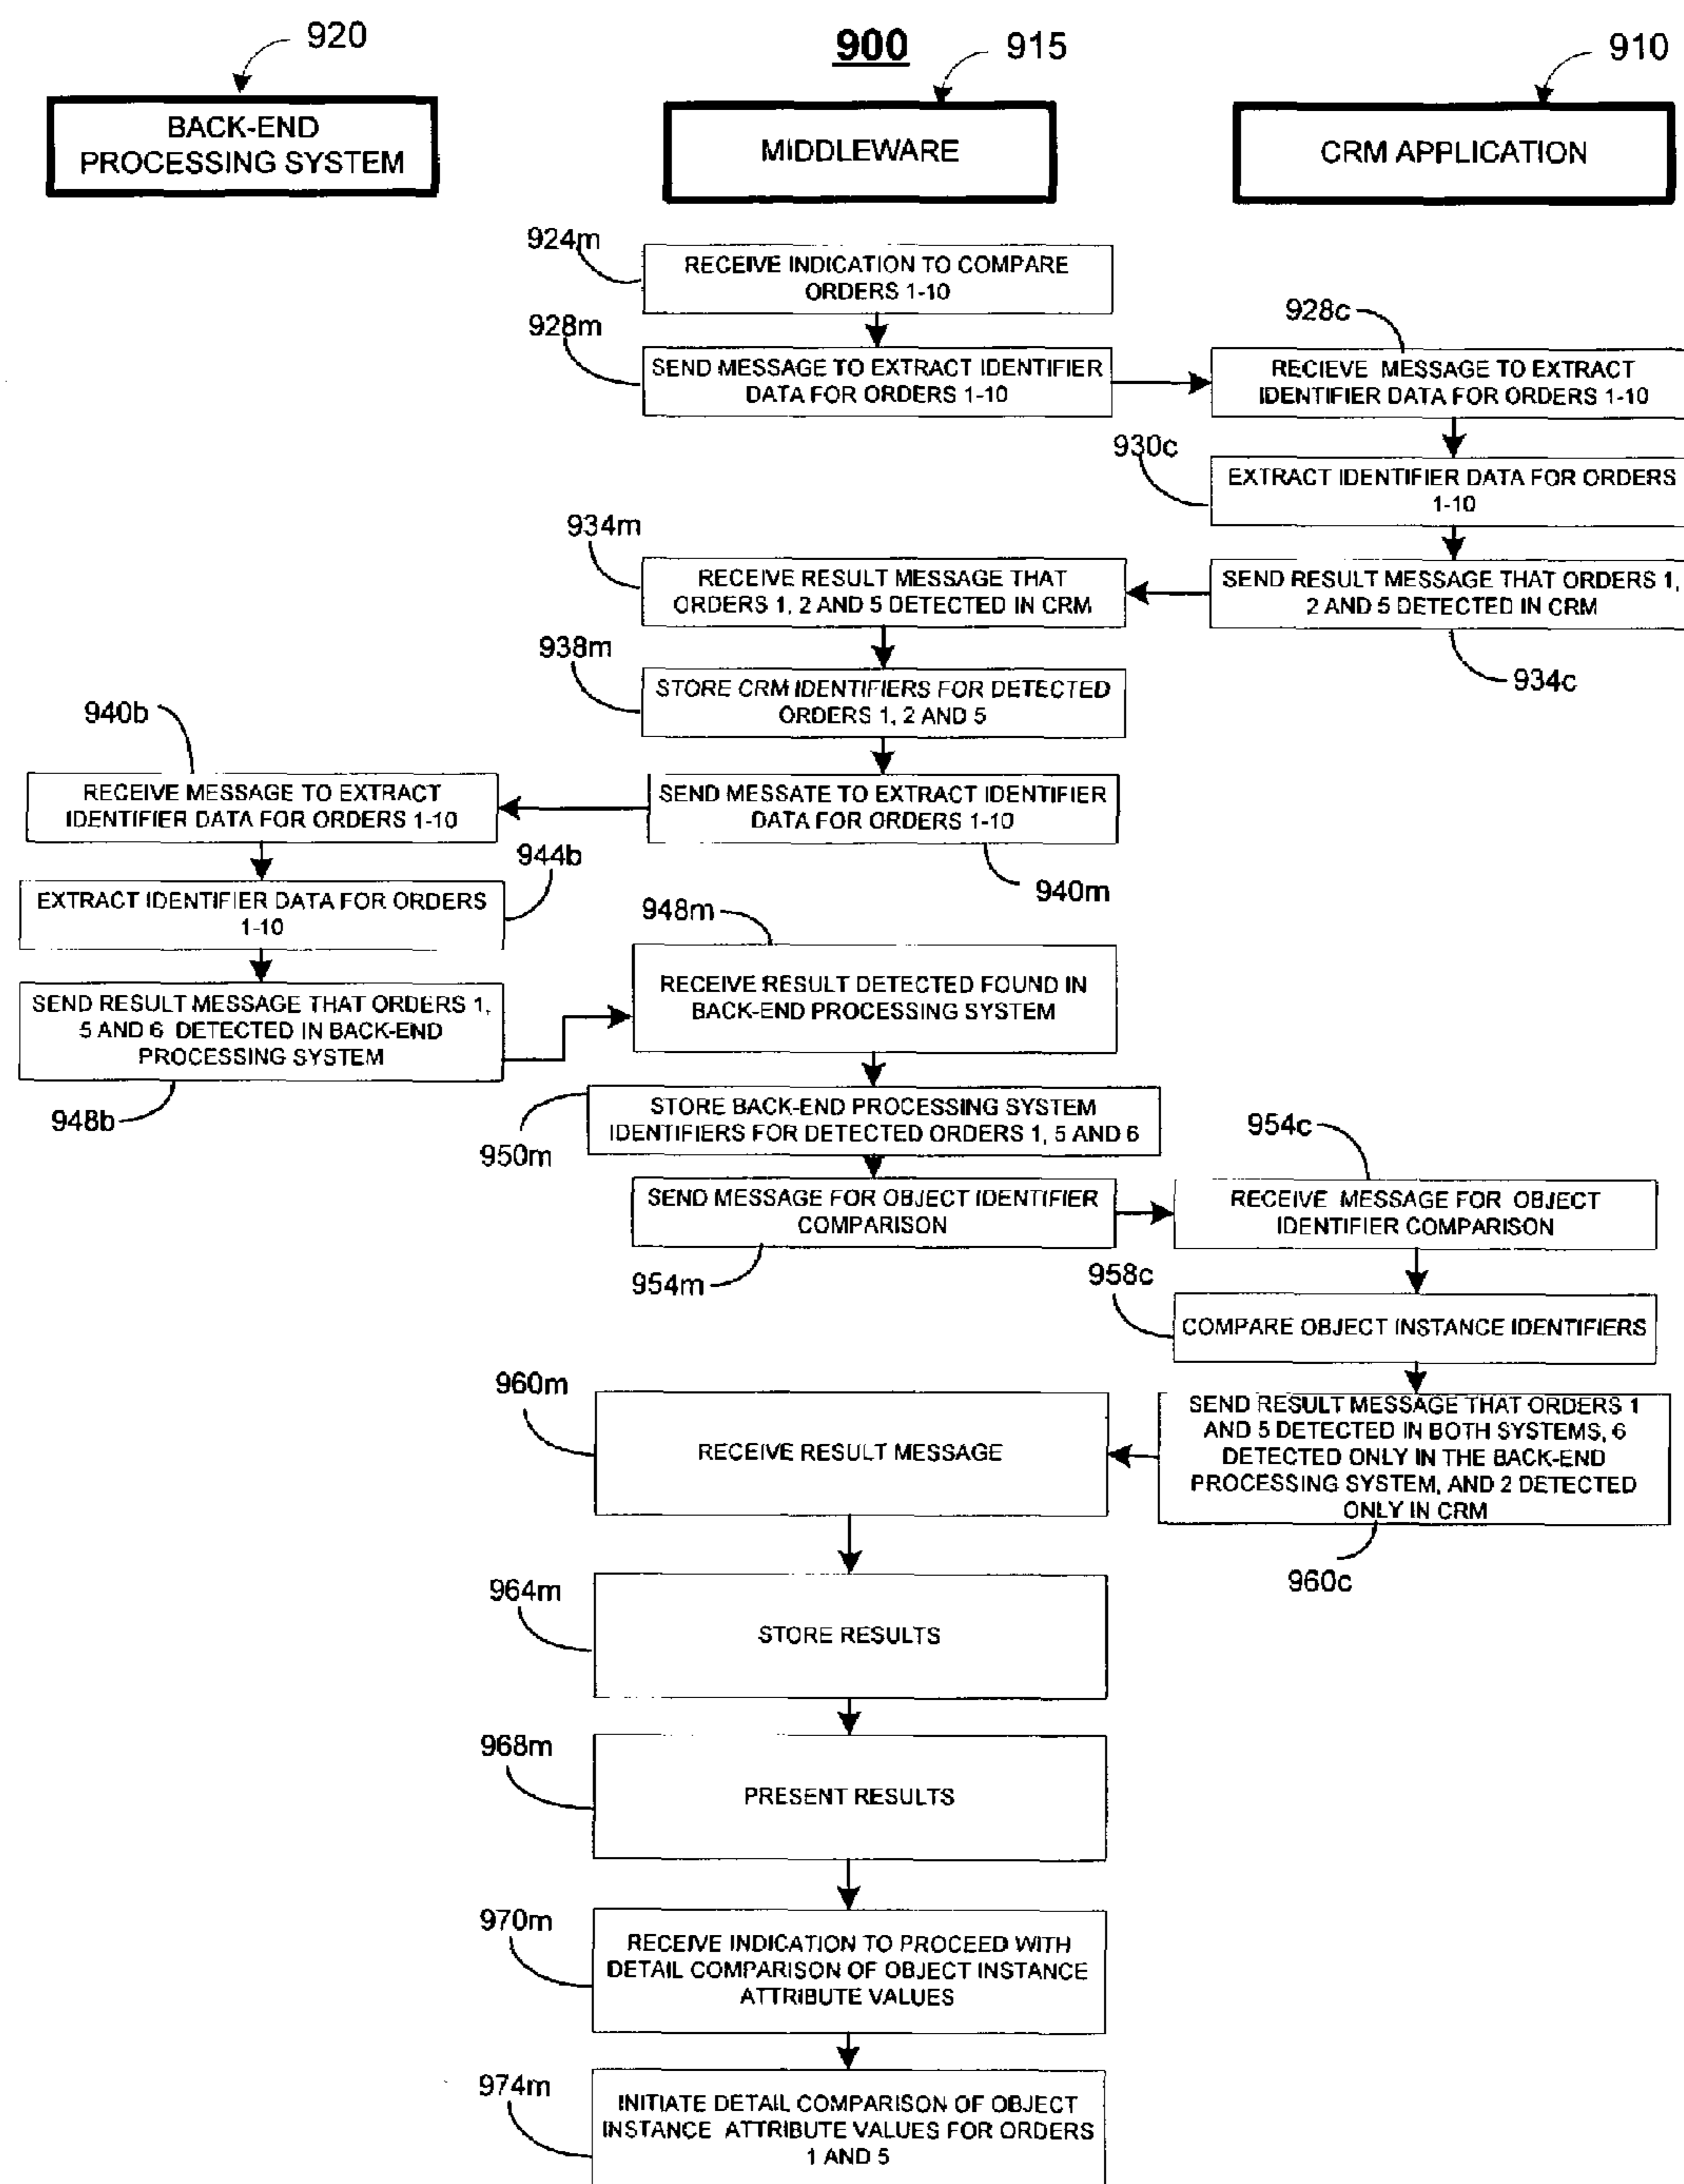 920
900
915
910
BACK-END
PROCESSING SYSTEM
MIDDLEWARE
CRM APPLICATION
924m
RECEIVE INDICATION TO COMPARE
ORDERS 1-10
928m
SEND MESSAGE TO EXTRACT IDENTIFIER
DATA FOR ORDERS 1-10
928c
RECIEVE MESSAGE TO EXTRACT
IDENTIFIER DATA FOR ORDERS 1-10
930c
EXTRACT IDENTIFIER DATA FOR ORDERS
1-10
934m
RECEIVE RESULT MESSAGE THAT
ORDERS 1, 2 AND 5 DETECTED IN CRM
SEND RESULT MESSAGE THAT ORDERS 1,
2 AND 5 DETECTED IN CRM
934c
938m
STORE CRM IDENTIFIERS FOR DETECTED
ORDERS 1, 2 AND 5
940b
RECEIVE MESSAGE TO EXTRACT
IDENTIFIER DATA FOR ORDERS 1-10
SEND MESSATE TO EXTRACT IDENTIFIER
DATA FOR ORDERS 1-10
940m
944b
EXTRACT IDENTIFIER DATA FOR ORDERS
1-10
948m
RECEIVE RESULT DETECTED FOUND IN
BACK-END PROCESSING SYSTEM
SEND RESULT MESSAGE THAT ORDERS 1,
5 AND 6 DETECTED IN BACK-END
PROCESSING SYSTEM
948b
STORE BACK-END PROCESSING SYSTEM
IDENTIFIERS FOR DETECTED ORDERS 1, 5 AND 6
950m
954c
SEND MESSAGE FOR OBJECT IDENTIFIER
COMPARISON
954m
RECEIVE MESSAGE FOR OBJECT
IDENTIFIER COMPARISON
958c
COMPARE OBJECT INSTANCE IDENTIFIERS
960m
RECEIVE RESULT MESSAGE
SEND RESULT MESSAGE THAT ORDERS 1
AND 5 DETECTED IN BOTH SYSTEMS, 6
DETECTED ONLY IN THE BACK-END
PROCESSING SYSTEM, AND 2 DETECTED
ONLY IN CRM
960c
964m
STORE RESULTS
968m
PRESENT RESULTS
970m
RECEIVE INDICATION TO PROCEED WITH
DETAIL COMPARISON OF OBJECT INSTANCE
ATTRIBUTE VALUES
974m
INITIATE DETAIL COMPARISON OF OBJECT
INSTANCE ATTRIBUTE VALUES FOR ORDERS
1 AND 5